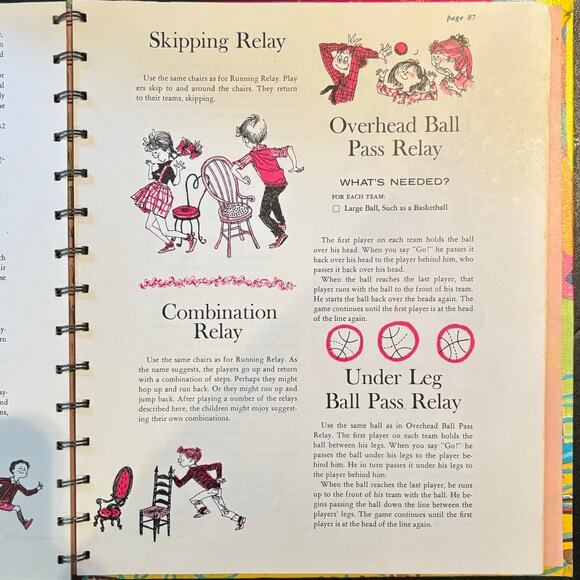 page 87
Skipping Relay
Use the same chairs as for Running Relay. Play-
ers skip to and around the chairs. They return
to their teams, skipping.
Combination
Relay
Use the same chairs as for Running Relay. As
the name suggests, the players go up and return
with a combination of steps. Perhaps they might
hop up and run back. Or they might run up and
jump back. After playing a number of the relays
described here, the children might enjoy suggest-
ing their own combinations.
Overhead Ball
Pass Relay
WHAT'S NEEDED?
FOR EACH TEAM:
☐ Large Ball, Such as a Basketball
The first player on each team holds the ball
over his head. When you say "Go!" he passes it
back over his head to the player behind him, who
passes it back over his head.
When the ball reaches the last player, that
player runs with the ball to the front of his team.
He starts the ball back over the heads again. The
game continues until the first player is at the head
of the line again.
Under Leg
Ball Pass Relay
Use the same ball as in Overhead Ball Pass
Relay. The first player on each team holds the
ball between his legs. When you say "Go!" he
passes the ball under his legs to the player be-
hind him. He in turn passes it under his legs to
the player behind him.
When the ball reaches the last player, he runs
up to the front of his team with the ball. He be-
gins passing the ball down the line between the
players' legs. The game continues until the first
player is at the head of the line again.